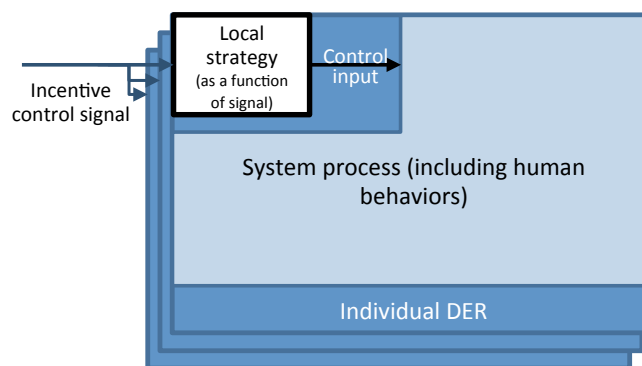 Local
strategy
(as a function
of signal)
Control
input
Incentive
control signal
System process (including human
behaviors)
Individual DER